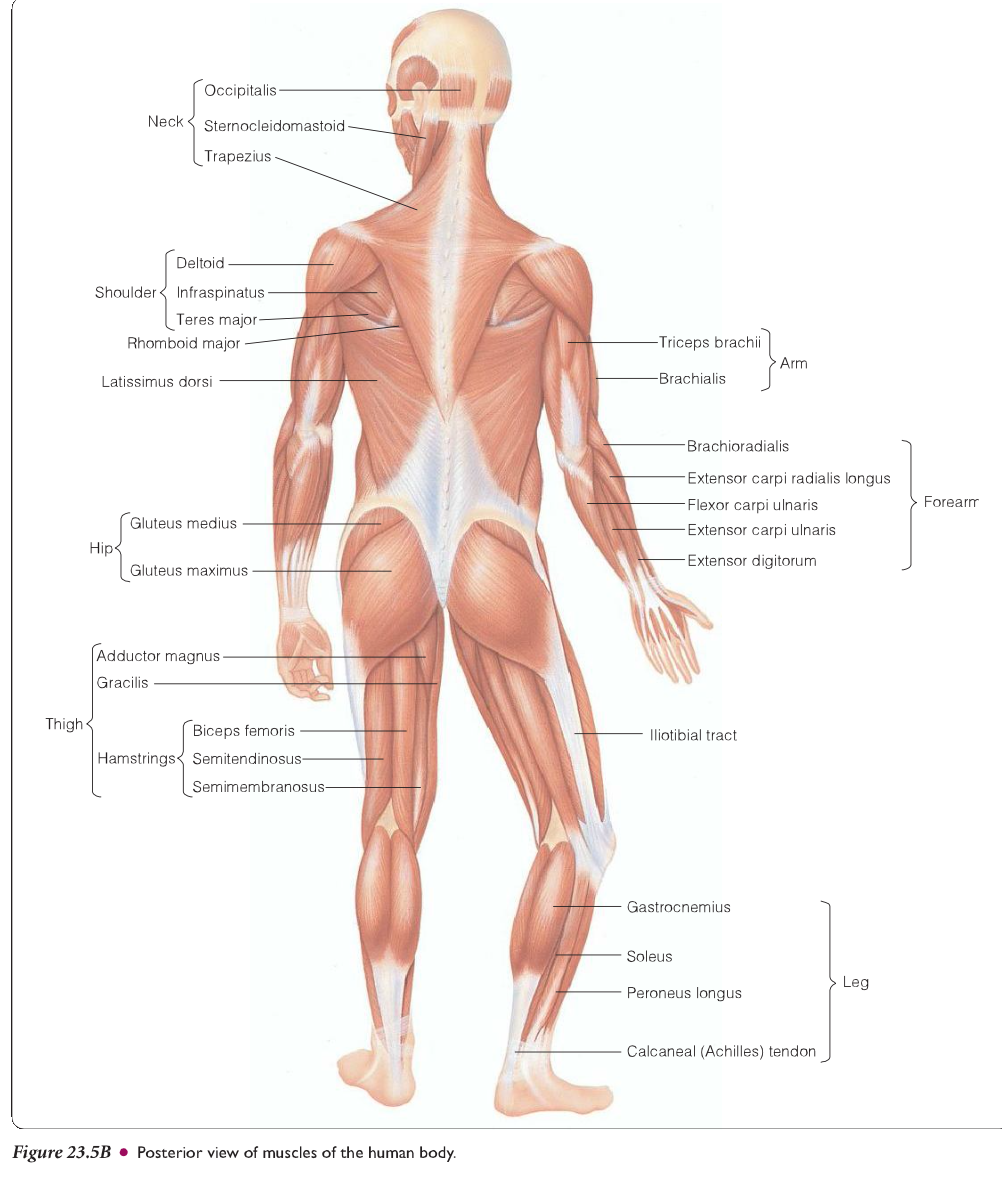 Occipitalis
Neck
Sternocleidomastoid
Trapezius
Deltoid
Shoulder
Infraspinatus
Teres major
Rhomboid major
Latissimus dorsi
Triceps brachii
Arm
Brachialis
Brachioradialis
Extensor carpi radialis longus
Flexor carpi ulnaris
Forearm
Extensor carpi ulnaris
Extensor digitorum
Gluteus medius
Hip
Gluteus maximus
Adductor magnus
Gracilis
Thigh
Hamstrings
Biceps femoris
Semitendinosus
Semimembranosus
Iliotibial tract
Gastrocnemius
Soleus
Leg
Peroneus longus
Calcaneal (Achilles) tendon
Figure 23.5B • Posterior view of muscles of the human body.